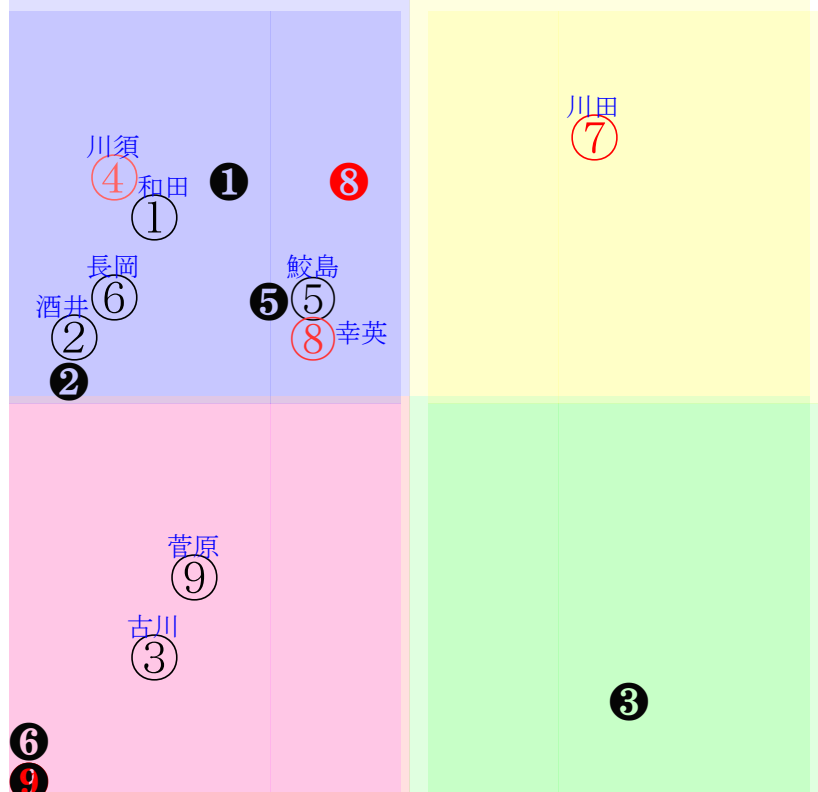 川田
⑦
川須
④
和田
①
❶
❽
長岡
⑥
鮫島
⑤
❺
酒井
②
幸英
⑧
❷
菅原
⑨
古川
③
❸
❻
❾